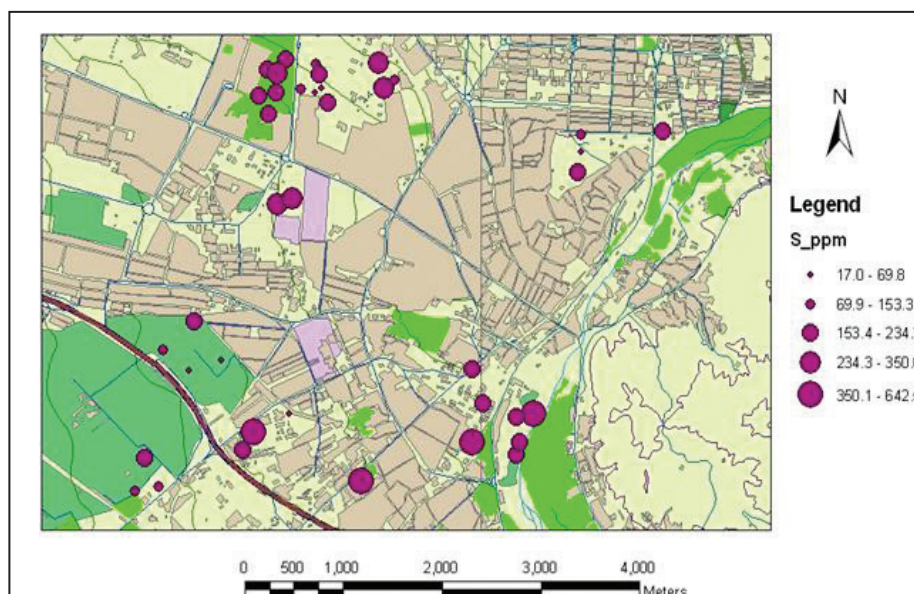 N
Legend
S_ppm
17.0 - 69.8
69.9 - 153.3
153.4 - 234.
234.3 - 350.
350.1 - 642.
0 500 1,000 2,000 3,000 4,000
Meters